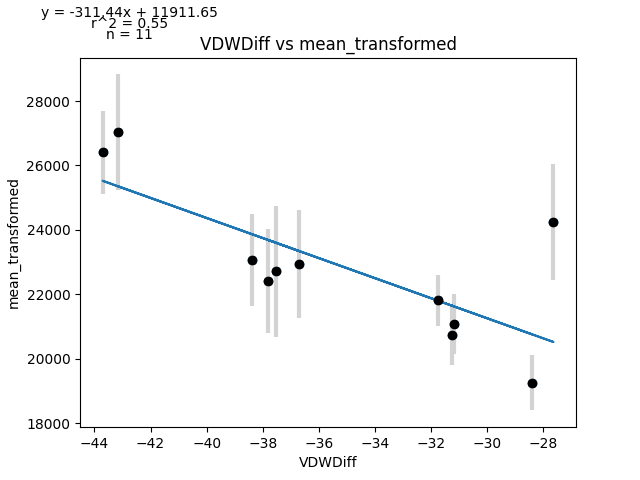 y = -311.44x + 11911.65
r^2 = 0.55
n = 11
VDWDiff vs mean_transformed
mean_transformed
28000
26000
24000
22000
20000
18000
−44 −42 −40 −38 −36 −34 −32 −30 −28
VDWDiff